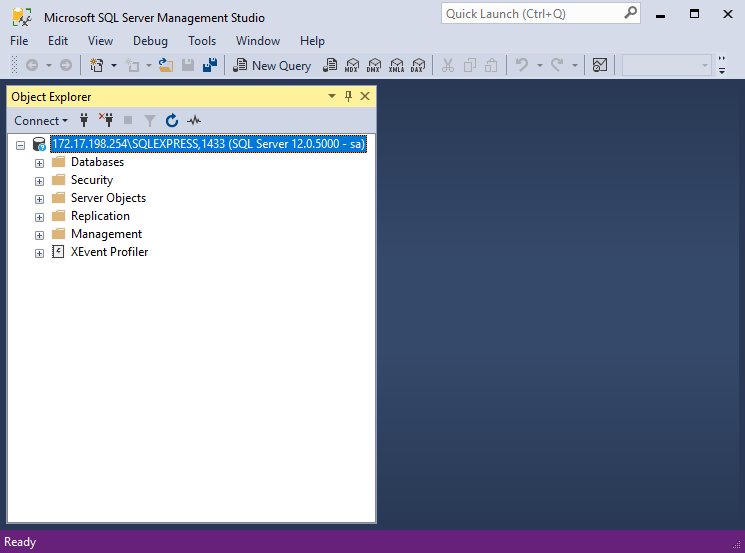 Microsoft SQL Server Management Studio
Quick Launch (Ctrl+Q)
File Edit View Debug Tools Window Help
New Query MDX DMX XMLA DAX
Object Explorer
Connect
172.17.198.254\SQLEXPRESS,1433 (SQL Server 12.0.5000 - sa)
Databases
Security
Server Objects
Replication
Management
XEvent Profiler
Ready